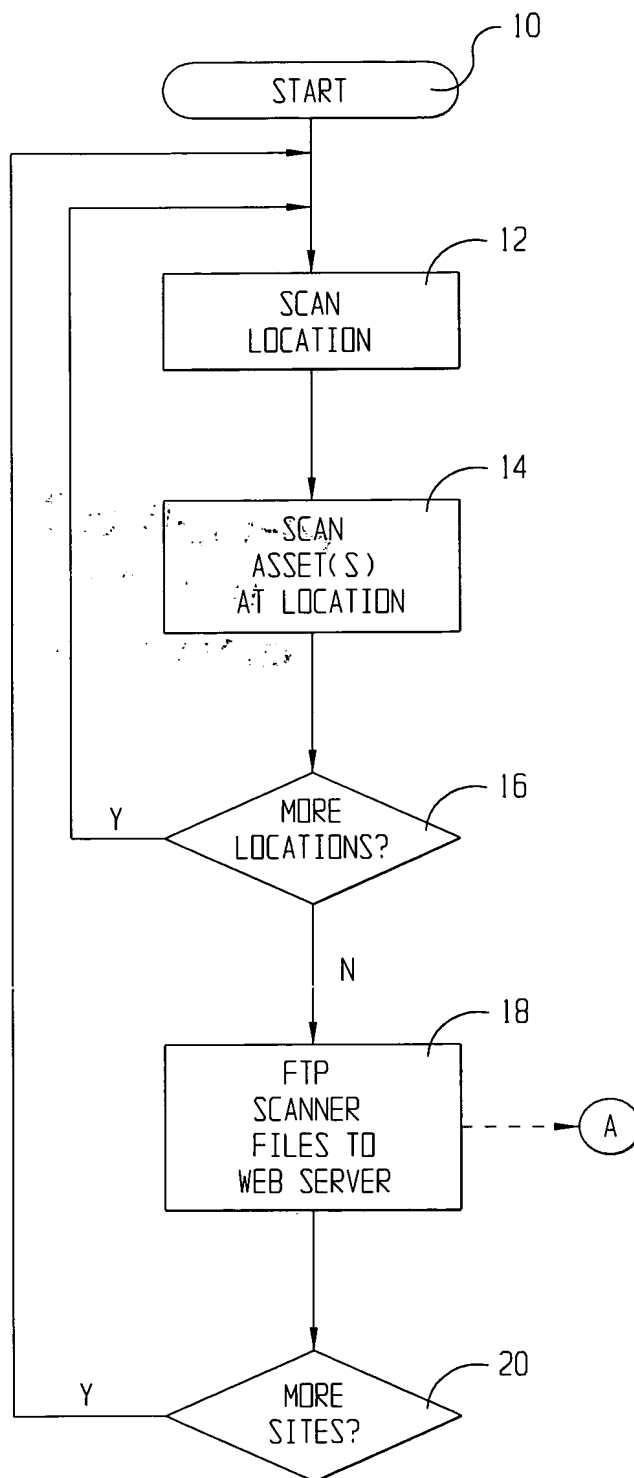 10
START
12
SCAN
LOCATION
14
SCAN
ASSET(S)
AT LOCATION
16
MORE
LOCATIONS?
Y
N
18
FTP
SCANNER
FILES TO
WEB SERVER
A
20
MORE
SITES?
Y